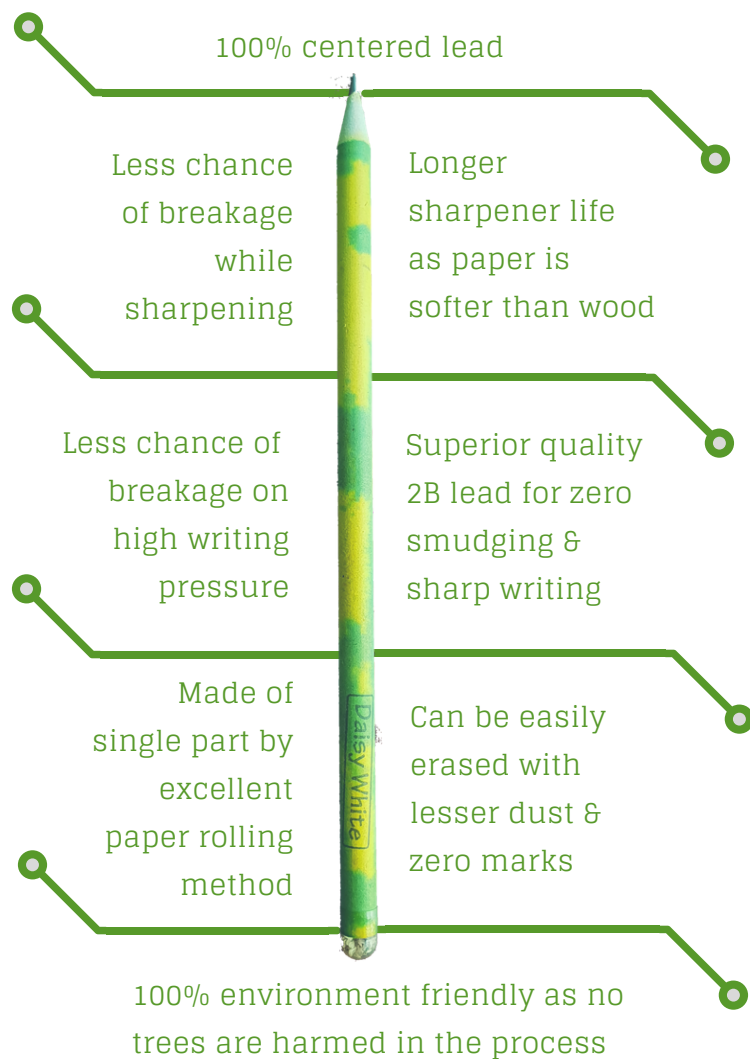 100% centered lead
Less chance
of breakage
while
sharpening
Longer
sharpener life
as paper is
softer than wood
Less chance of
breakage on
high writing
pressure
Superior quality
2B lead for zero
smudging &
sharp writing
Made of
single part by
excellent
paper rolling
method
Daisy White
Can be easily
erased with
lesser dust &
zero marks
100% environment friendly as no
trees are harmed in the process